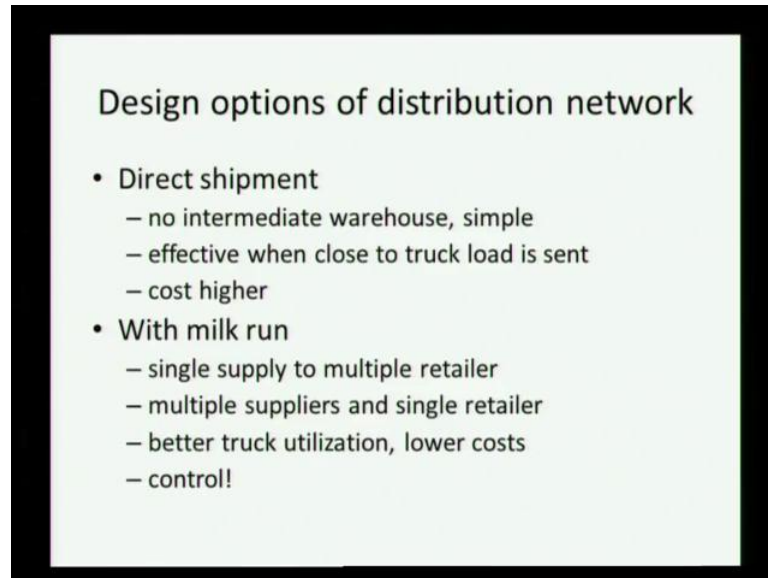 Design options of distribution network
• Direct shipment
– no intermediate warehouse, simple
– effective when close to truck load is sent
– cost higher
• With milk run
– single supply to multiple retailer
– multiple suppliers and single retailer
– better truck utilization, lower costs
– control!